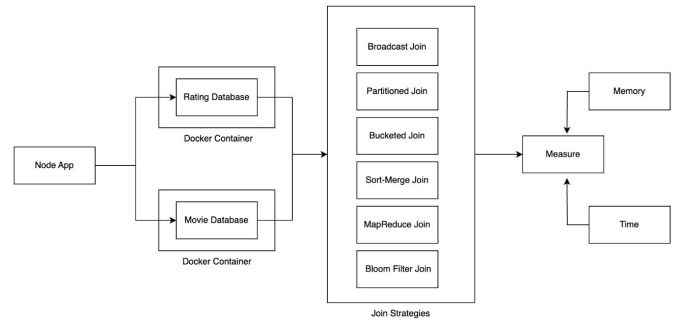 Node App
Rating Database
Docker Container
Movie Database
Docker Container
Broadcast Join
Partitioned Join
Bucketed Join
Sort-Merge Join
MapReduce Join
Bloom Filter Join
Join Strategies
Measure
Memory
Time